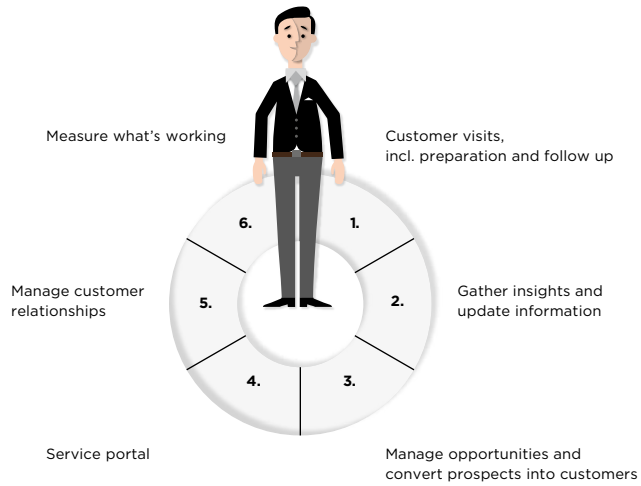 Measure what's working
Customer visits,
incl. preparation and follow up
6.
1.
Manage customer
relationships
5.
2.
Gather insights and
update information
4.
3.
Service portal
Manage opportunities and
convert prospects into customers